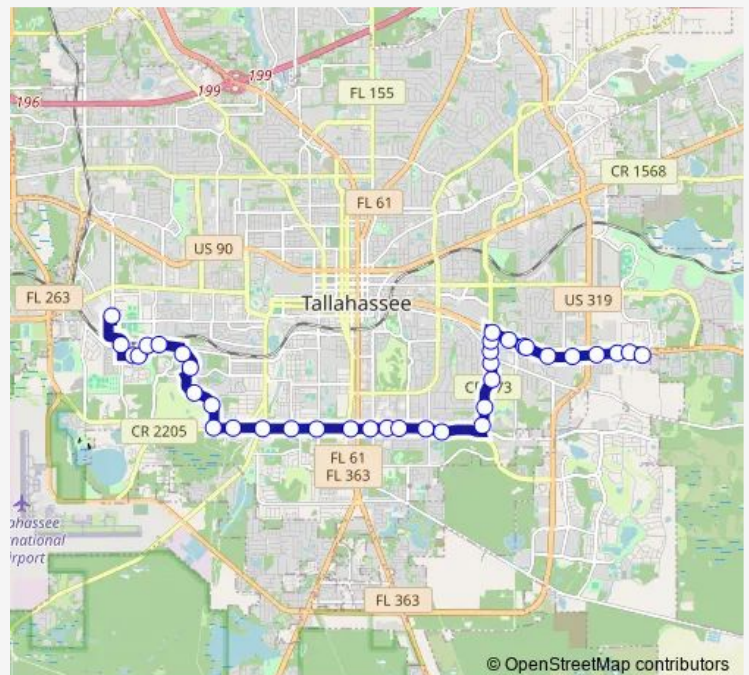 199
199
196
FL 155
CR 1568
FL 61
US 90
FL 263
US 319
Tallahassee
CR 2205
FL 61
FL 363
ahassee
national
irport
FL 363
© OpenStreetMap contributors